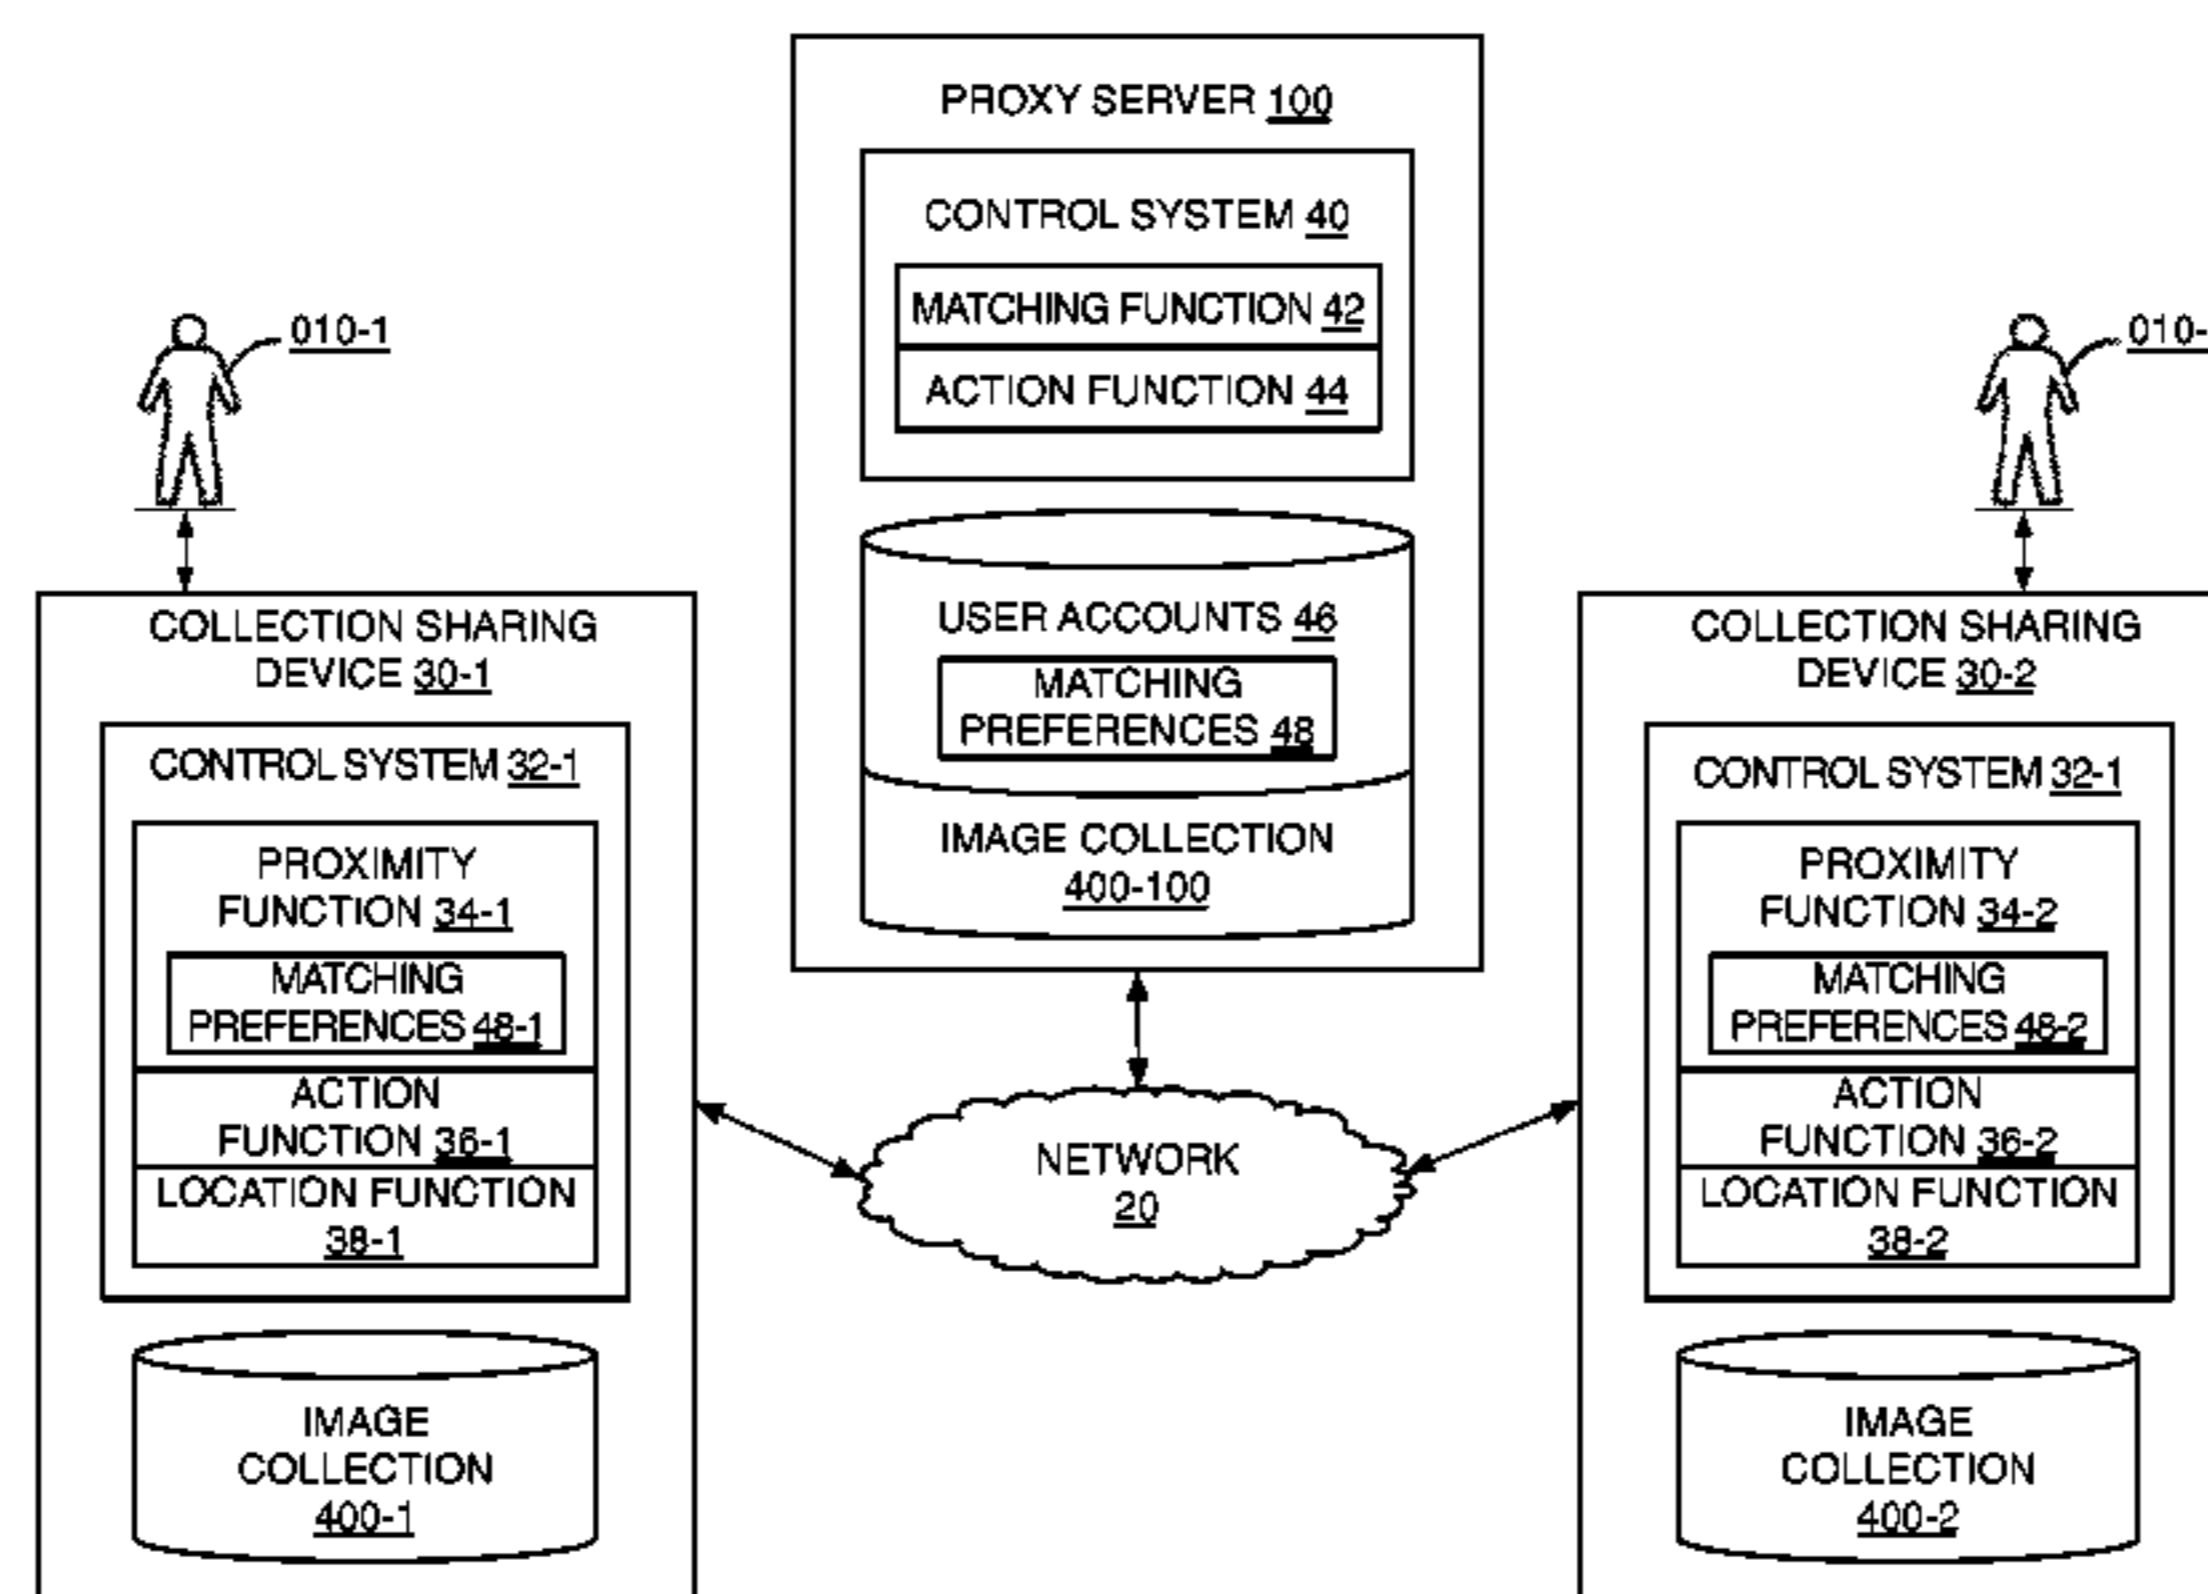 PROXY SERVER 100
CONTROL SYSTEM 40
MATCHING FUNCTION 42
ACTION FUNCTION 44
USER ACCOUNTS 46
MATCHING
PREFERENCES 48
IMAGE COLLECTION
400-100
010-1
COLLECTION SHARING
DEVICE 30-1
CONTROL SYSTEM 32-1
PROXIMITY
FUNCTION 34-1
MATCHING
PREFERENCES 48-1
ACTION
FUNCTION 36-1
LOCATION FUNCTION
38-1
IMAGE
COLLECTION
400-1
NETWORK
20
010-
COLLECTION SHARING
DEVICE 30-2
CONTROL SYSTEM 32-1
PROXIMITY
FUNCTION 34-2
MATCHING
PREFERENCES 48-2
ACTION
FUNCTION 36-2
LOCATION FUNCTION
38-2
IMAGE
COLLECTION
400-2